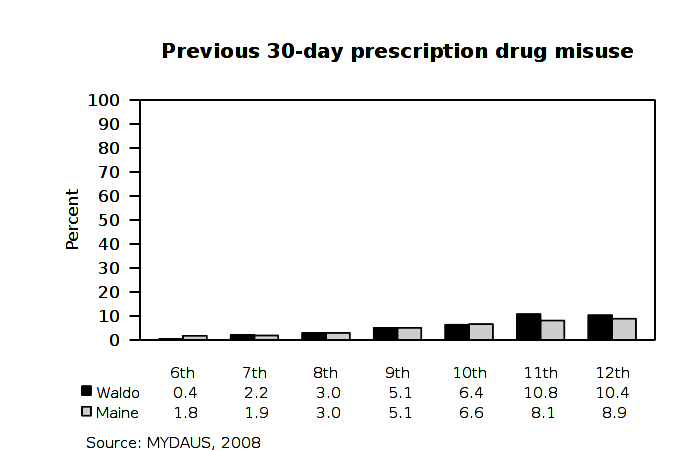 Previous 30-day prescription drug misuse
100
90
80
70
60
50
40
30
20
10
0
Percent
6th 7th 8th 9th 10th 11th 12th
Waldo 0.4 2.2 3.0 5.1 6.4 10.8 10.4
Maine 1.8 1.9 3.0 5.1 6.6 8.1 8.9
Source: MYDAUS, 2008